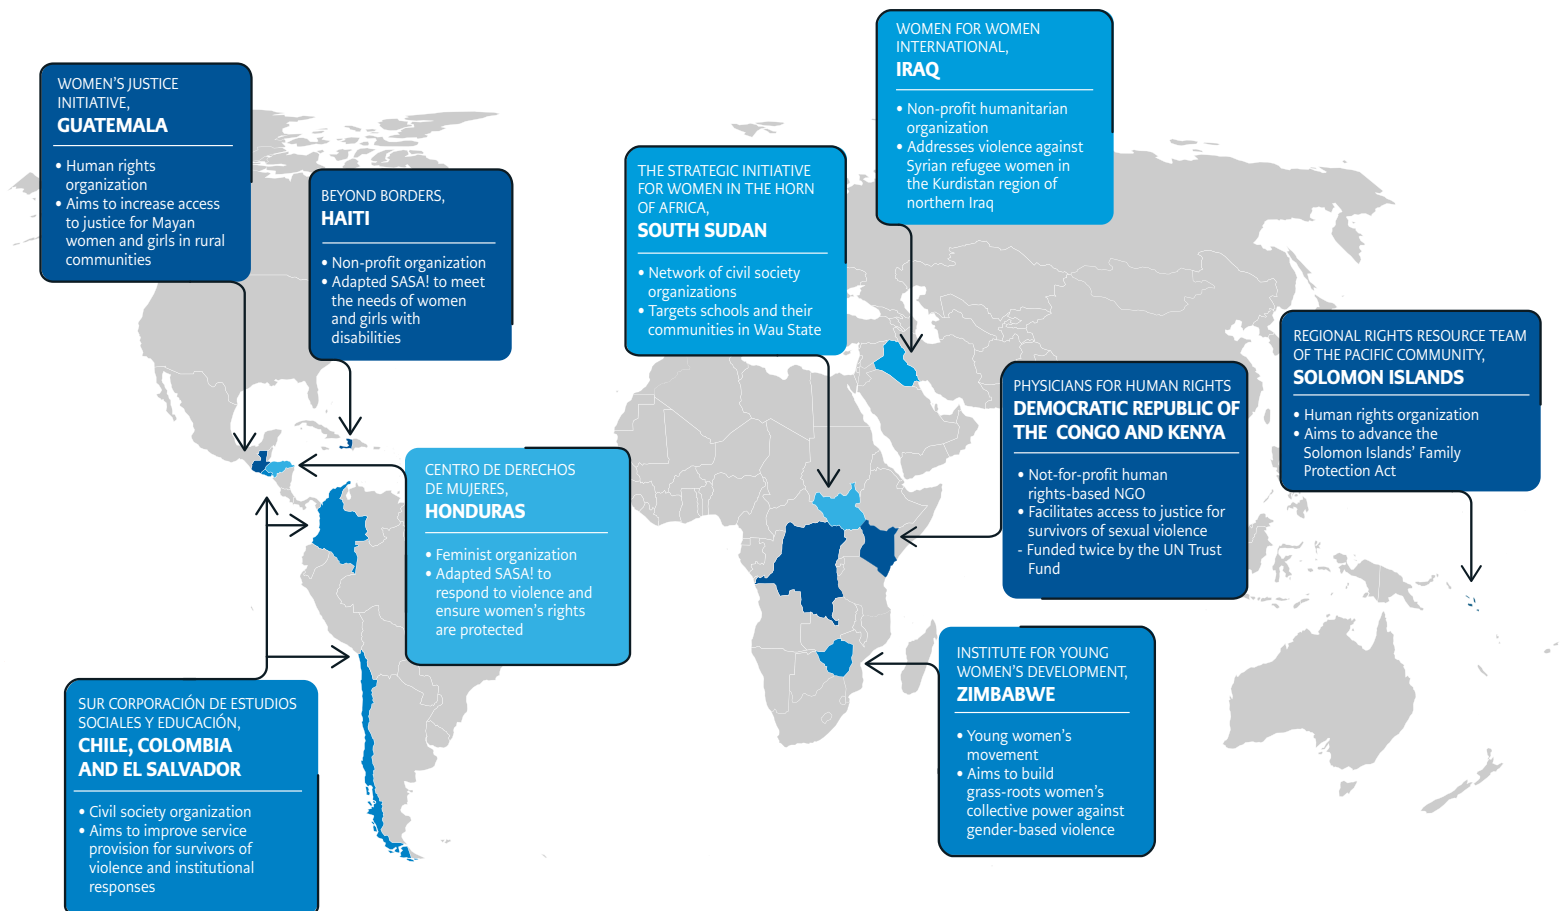 WOMEN'S JUSTICE
INITIATIVE,
GUATEMALA
• Human rights
organization
• Aims to increase access
to justice for Mayan
women and girls in rural
communities
BEYOND BORDERS,
HAITI
• Non-profit organization
• Adapted SASA! to meet
the needs of women
and girls with
disabilities
THE STRATEGIC INITIATIVE
FOR WOMEN IN THE HORN
OF AFRICA,
SOUTH SUDAN
• Network of civil society
organizations
• Targets schools and their
communities in Wau State
WOMEN FOR WOMEN
INTERNATIONAL,
IRAQ
• Non-profit humanitarian
organization
• Addresses violence against
Syrian refugee women in
the Kurdistan region of
northern Iraq
REGIONAL RIGHTS RESOURCE TEAM
OF THE PACIFIC COMMUNITY,
SOLOMON ISLANDS
• Human rights organization
• Aims to advance the
Solomon Islands' Family
Protection Act
PHYSICIANS FOR HUMAN RIGHTS
DEMOCRATIC REPUBLIC OF
THE CONGO AND KENYA
• Not-for-profit human
rights-based NGO
• Facilitates access to justice for
survivors of sexual violence
- Funded twice by the UN Trust
Fund
CENTRO DE DERECHOS
DE MUJERES,
HONDURAS
• Feminist organization
• Adapted SASA! to
respond to violence and
ensure women's rights
are protected
INSTITUTE FOR YOUNG
WOMEN'S DEVELOPMENT,
ZIMBABWE
• Young women's
movement
• Aims to build
grass-roots women's
collective power against
gender-based violence
SUR CORPORACIÓN DE ESTUDIOS
SOCIALES Y EDUCACIÓN,
CHILE, COLOMBIA
AND EL SALVADOR
• Civil society organization
• Aims to improve service
provision for survivors of
violence and institutional
responses